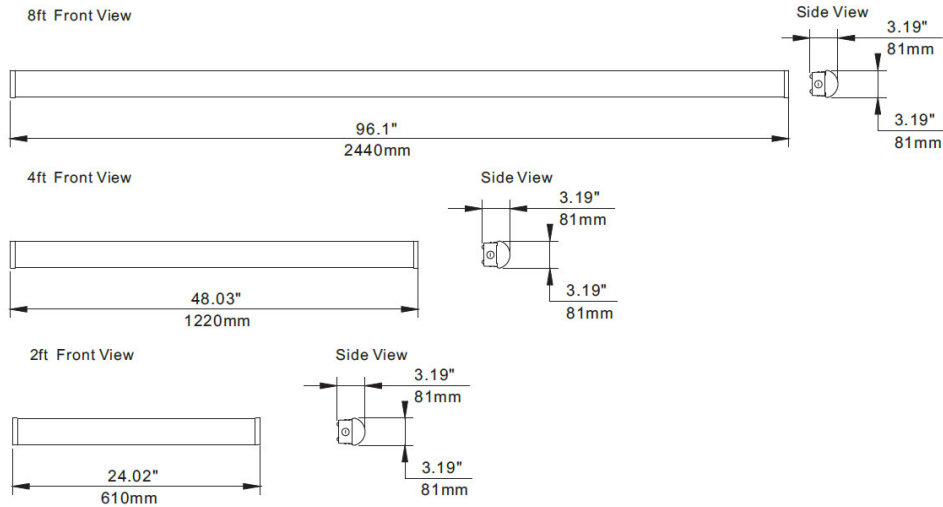 8ft Front View
Side View
3.19"
81mm
3.19"
81mm
96.1"
2440mm
4ft Front View
Side View
3.19"
81mm
3.19"
81mm
48.03"
1220mm
2ft Front View
Side View
3.19"
81mm
3.19"
81mm
24.02"
610mm